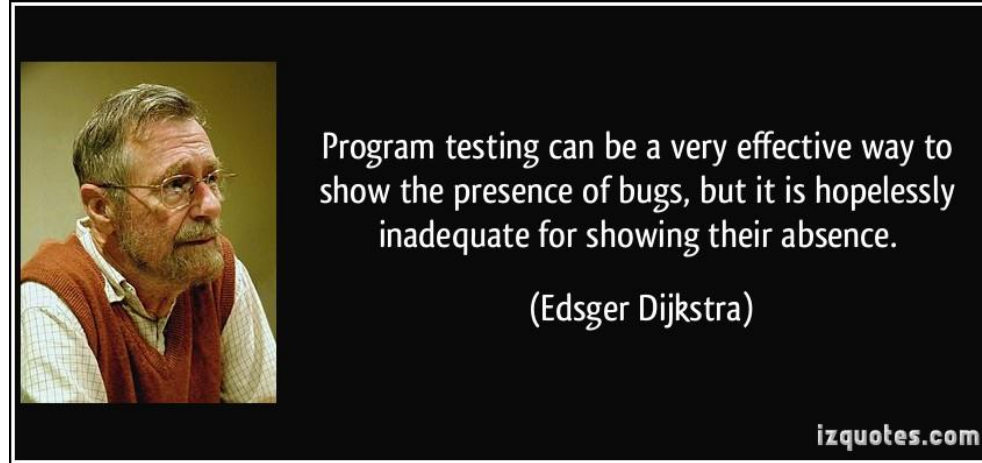 Program testing can be a very effective way to
show the presence of bugs, but it is hopelessly
inadequate for showing their absence.
(Edsger Dijkstra)
izquotes.com